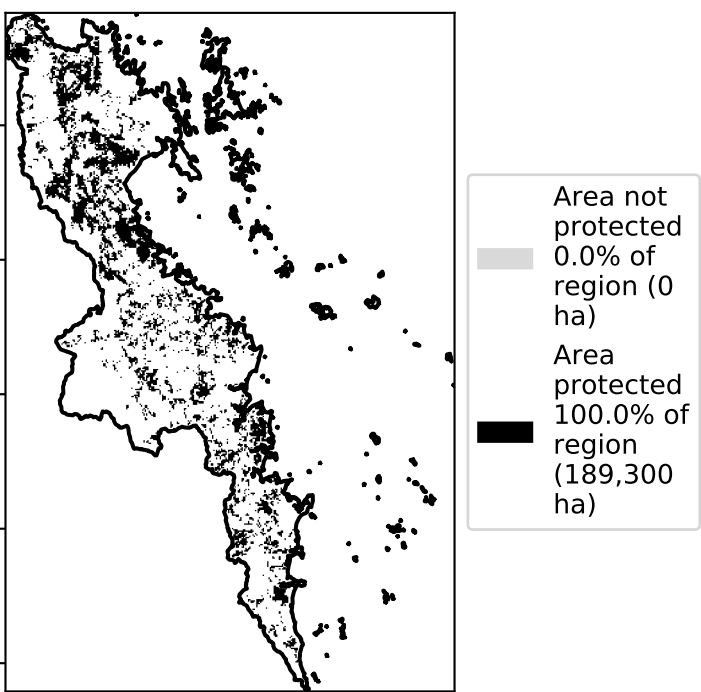 Area not
protected
0.0% of
region (0
ha)
Area
protected
100.0% of
region
(189,300
ha)